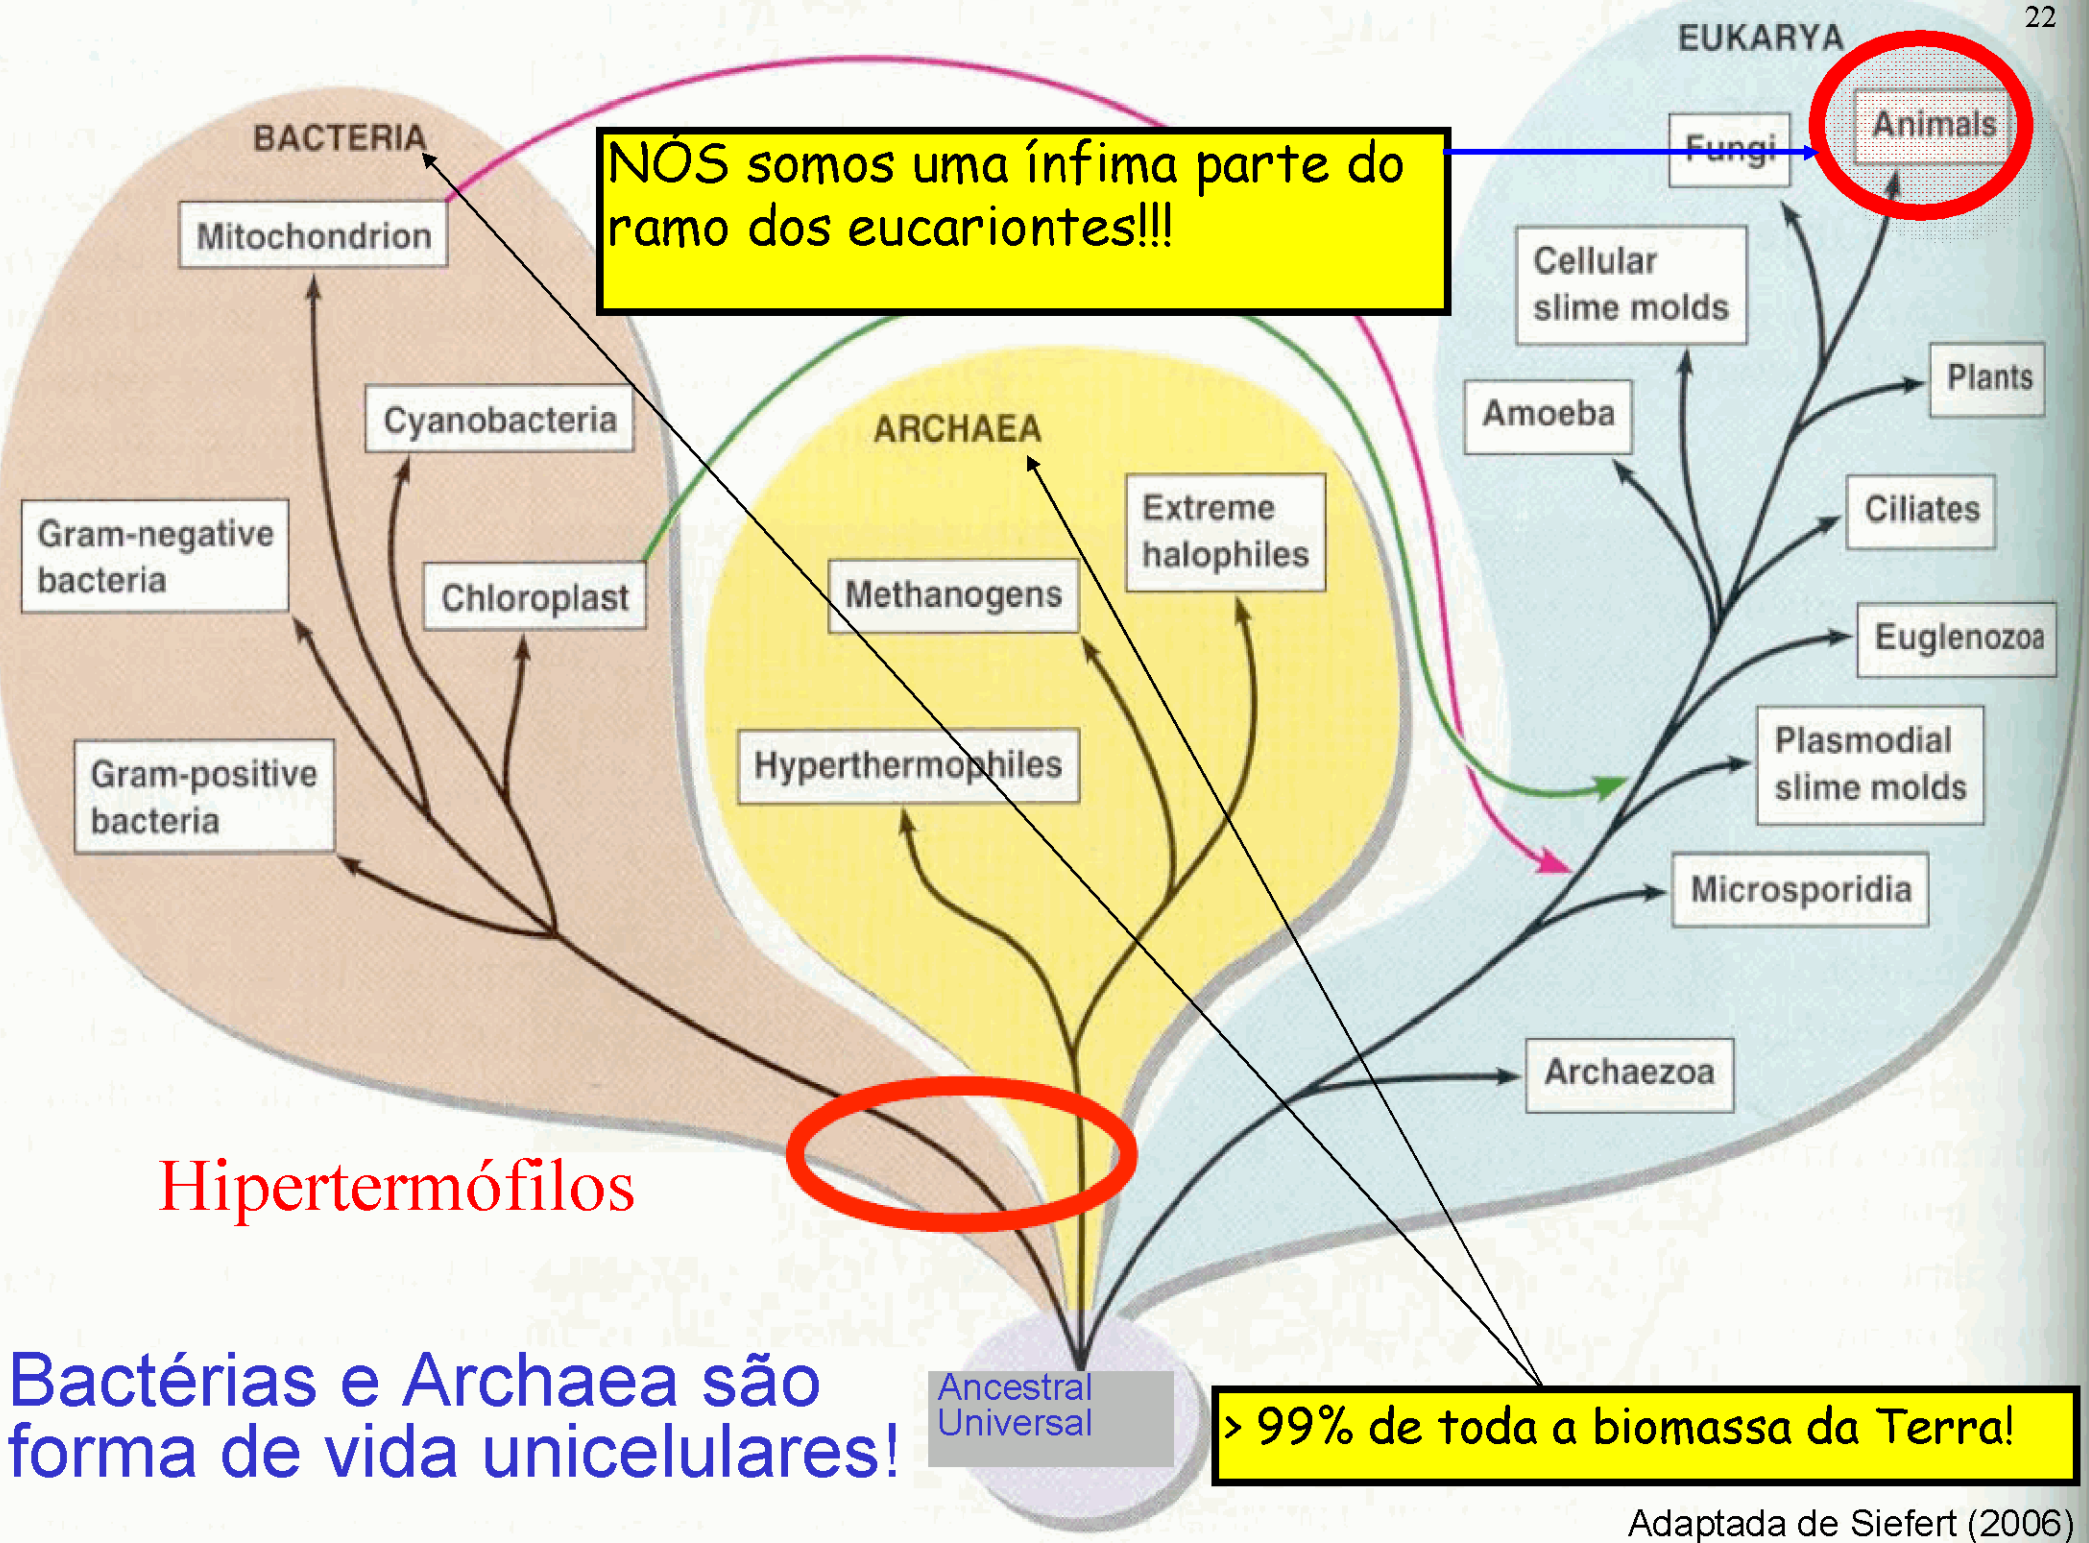 22
EUKARYA
BACTERIA
Mitochondrion
Cyanobacteria
Gram-negative
bacteria
Chloroplast
Gram-positive
bacteria
NÓS somos uma ínfima parte do
ramo dos eucariontes!!!
ARCHAEA
Extreme
halophiles
Methanogens
Hyperthermophiles
Fungi
Animals
Cellular
slime molds
Plants
Amoeba
Ciliates
Euglenozoa
Plasmodial
slime molds
Microsporidia
Archaezoa
Hipertermófilos
Bactérias e Archaea são
forma de vida unicelulares!
Ancestral
Universal
> 99% de toda a biomassa da Terra!
Adaptada de Siefert (2006)